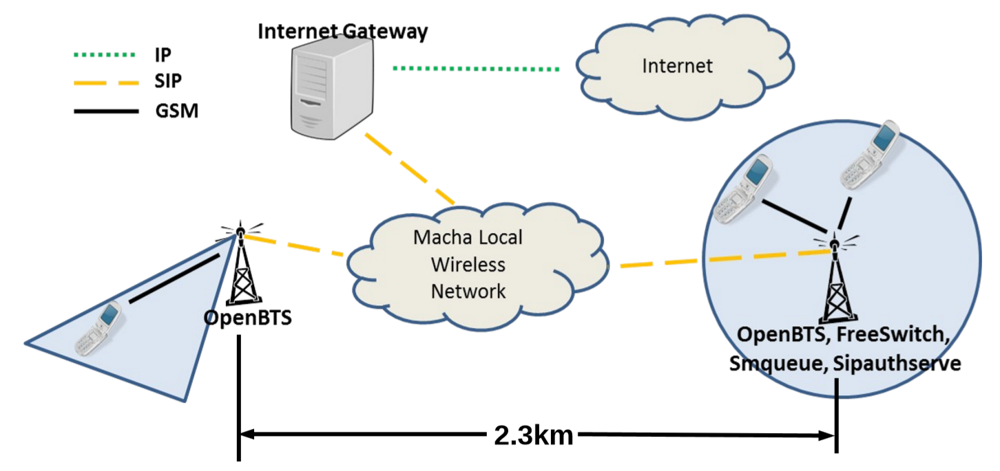 Internet Gateway
IP
SIP
GSM
Internet
Macha Local
Wireless
Network
OpenBTS
OpenBTS, FreeSwitch,
Smqueue, Sipauthserve
2.3km